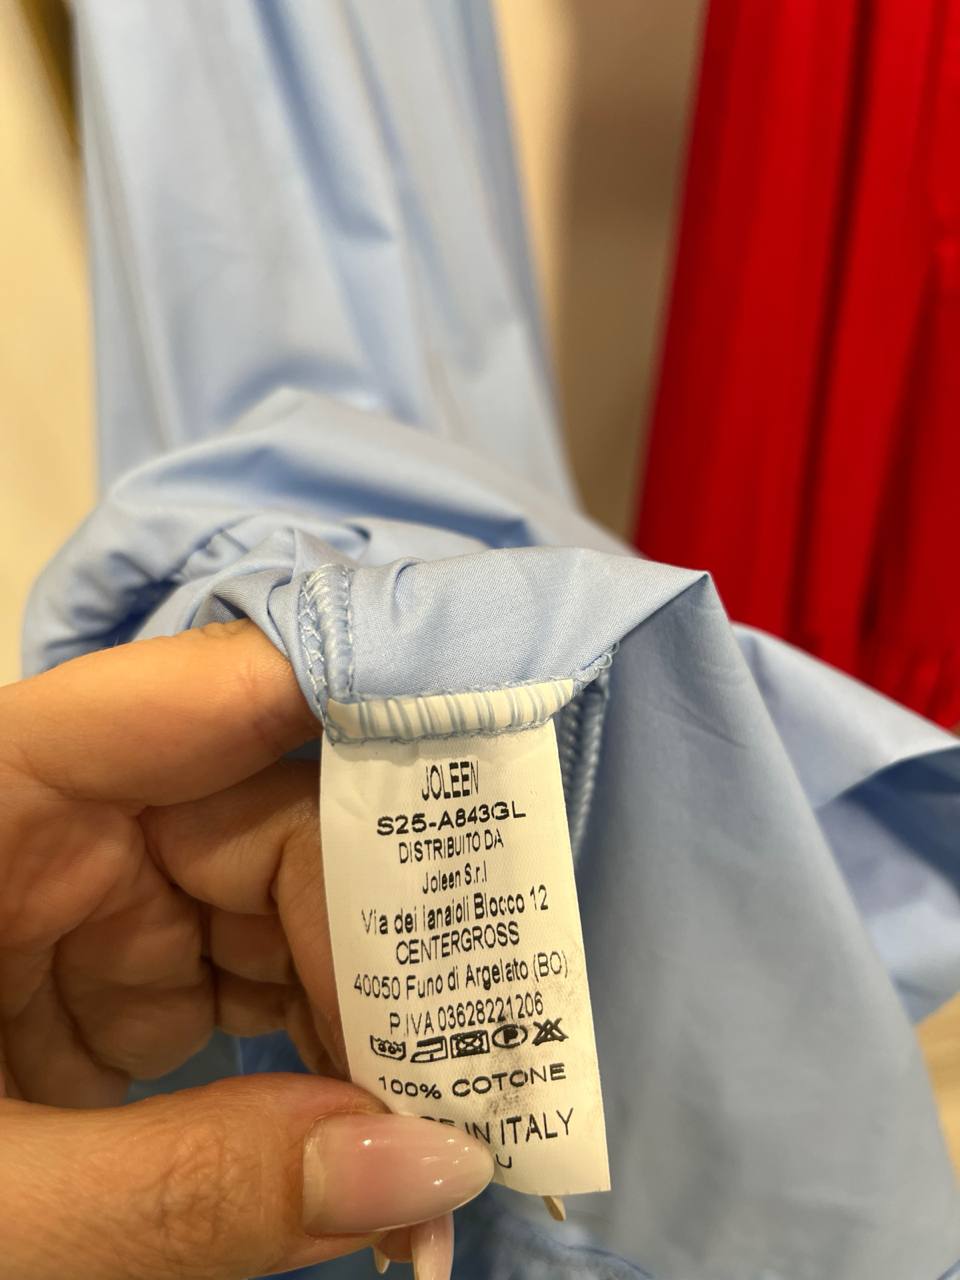 JOLEEN
S25-A843GL
DISTRIBUITO DA
Joleen S.r.l
Via dei lanaioli Blocco 12
CENTERGROSS
40050 Funo di Argelato (BO)
P.IVA 03628221206
100% COTONE
IN ITALY